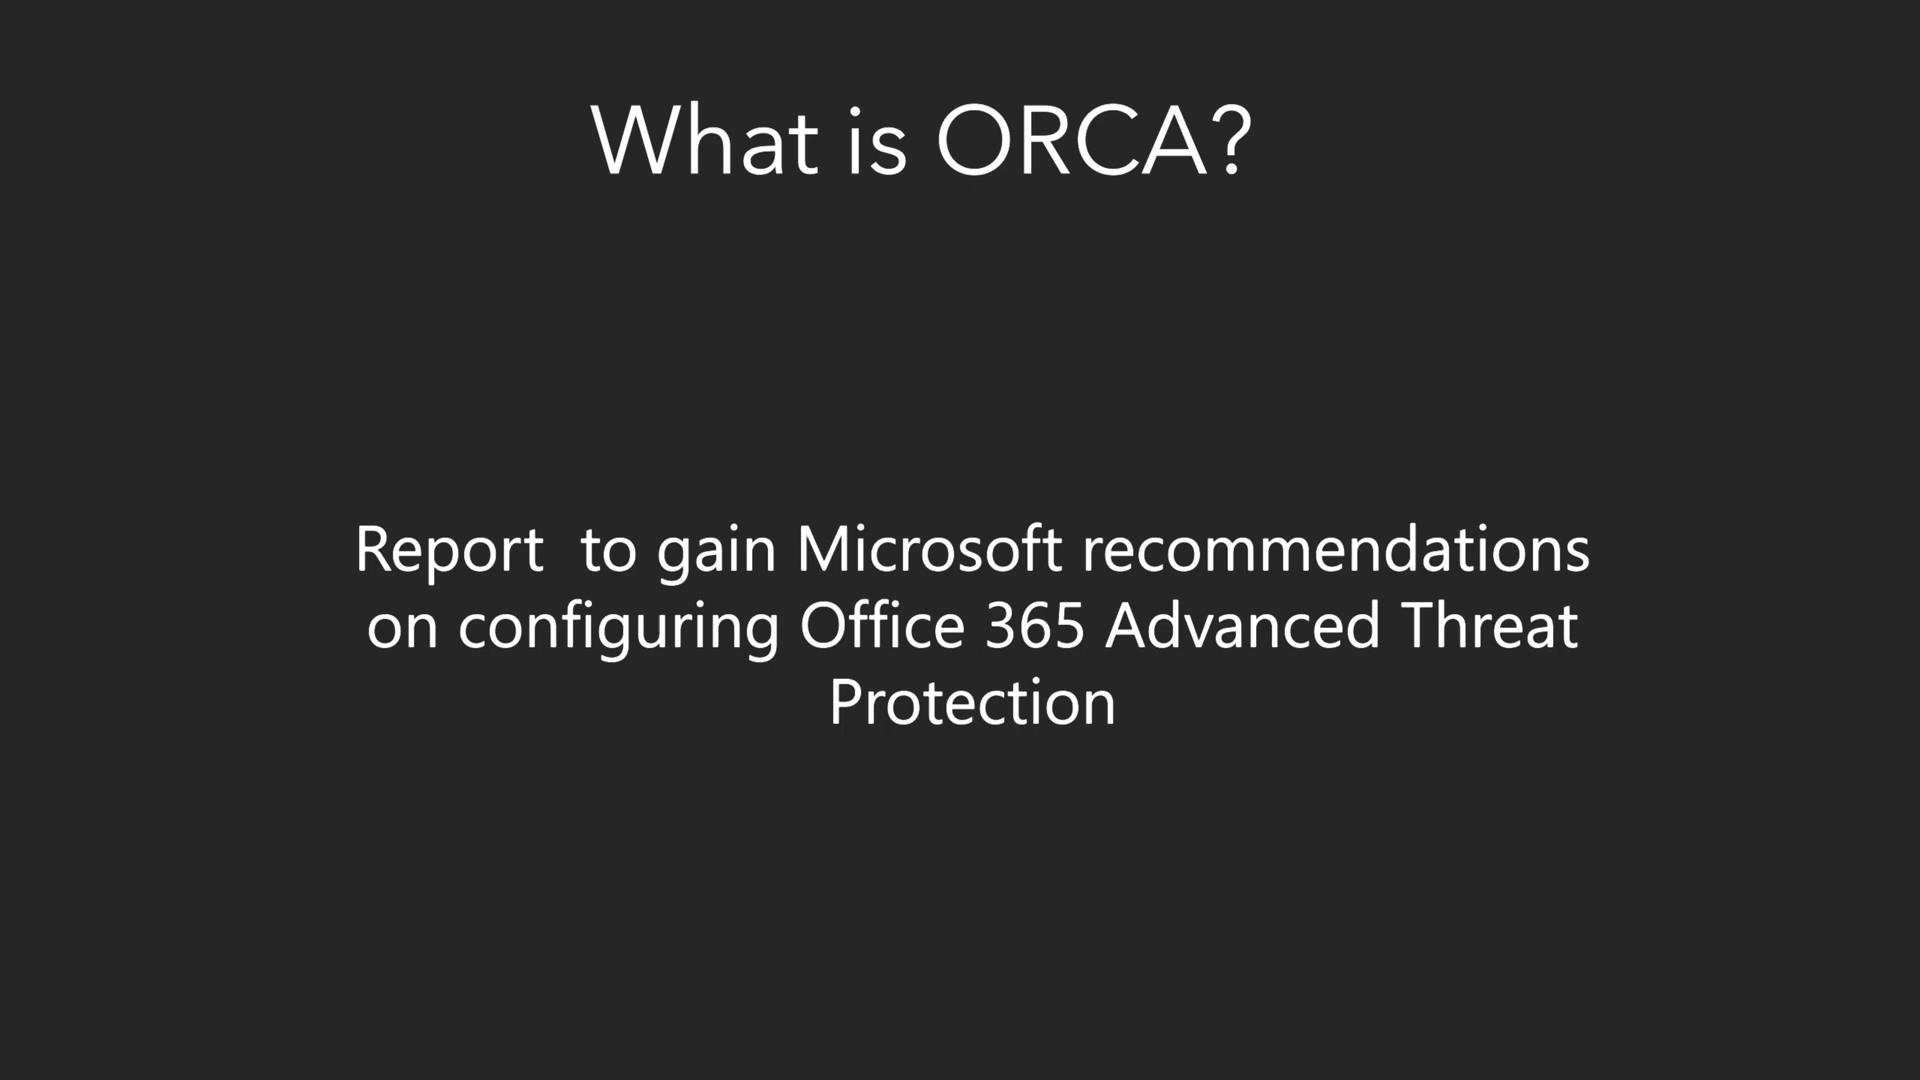 What is ORCA?
Report  to gain Microsoft recommendations
on configuring Office 365 Advanced Threat
Protection